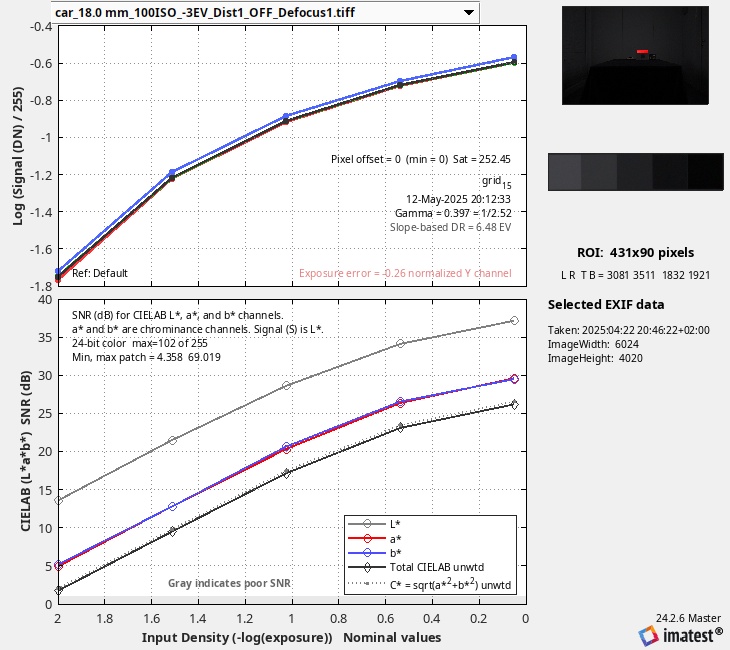 car_18.0 mm_100ISO_-3EV_Dist1_OFF_Defocus1.tiff
-0.4
-0.6
-0.8
-1
-1.2
-1.4
-1.6
-1.8
Log (Signal (DN) / 255)
Pixel offset = 0 (min = 0) Sat = 252.45
grid15
12-May-2025 20:12:33
Gamma = 0.397 = 1/2.52
Slope-based DR = 6.48 EV
Ref: Default
Exposure error = -0.26 normalized Y channel
40
35
30
25
20
15
10
5
0
CIELAB (L*a*b*) SNR (dB)
SNR (dB) for CIELAB L*, a*, and b* channels.
a* and b* are chrominance channels. Signal (S) is L*.
24-bit color max=102 of 255
Min, max patch = 4.358 69.019
L*
a*
b*
Total CIELAB unwtd
C* = sqrt(a*2+b*2) unwtd
Gray indicates poor SNR
2
1.8
1.6
1.4
1.2
1
0.8
0.6
0.4
0.2
0
Input Density (-log(exposure)) Nominal values
ROI: 431x90 pixels
L R T B = 3081 3511 1832 1921
Selected EXIF data
Taken: 2025:04:22 20:46:22+02:00
ImageWidth: 6024
ImageHeight: 4020
24.2.6 Master
imatest®